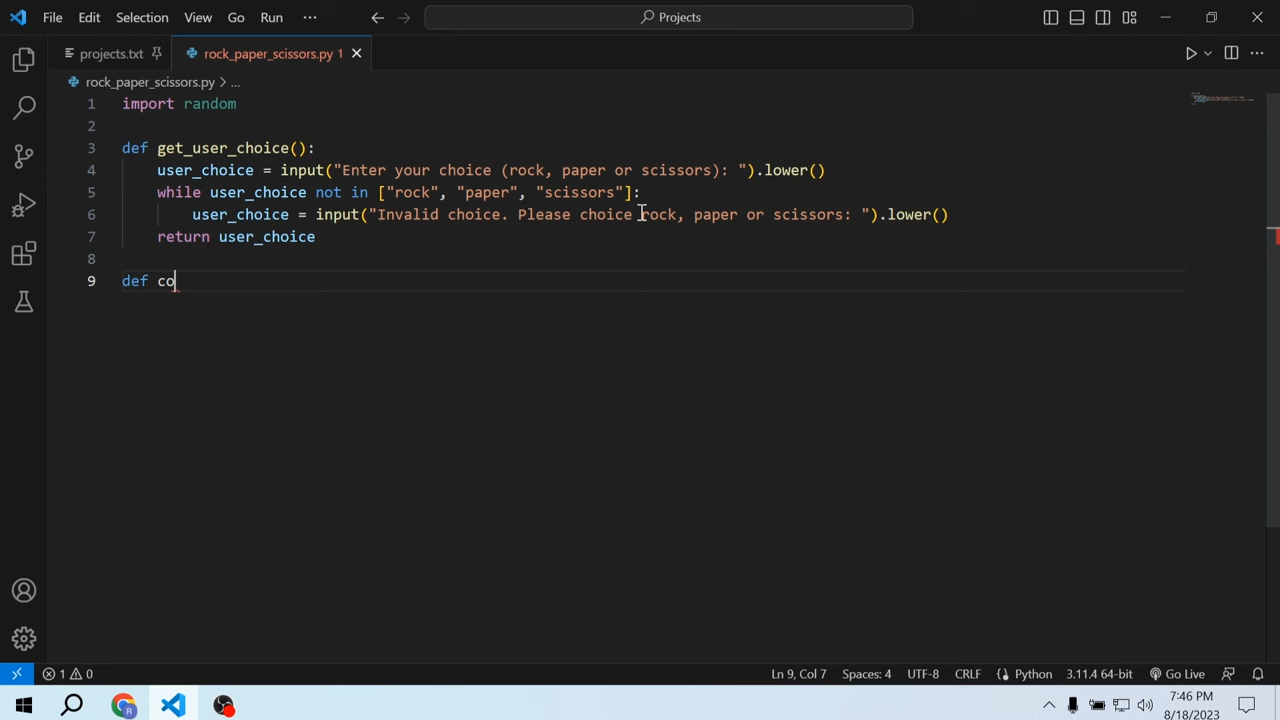 File Edit Selection View Go Run ··· Projects
projects.txt rock_paper_scissors.py 1
rock_paper_scissors.py > ...
1 import random
2
3 def get_user_choice():
4     user_choice = input("Enter your choice (rock, paper or scissors): ").lower()
5     while user_choice not in ["rock", "paper", "scissors"]:
6         user_choice = input("Invalid choice. Please choice rock, paper or scissors: ").lower()
7     return user_choice
8
9 def co
1 0 Ln 9, Col 7 Spaces: 4 UTF-8 CRLF Python 3.11.4 64-bit Go Live
7:46 PM
8/18/2023